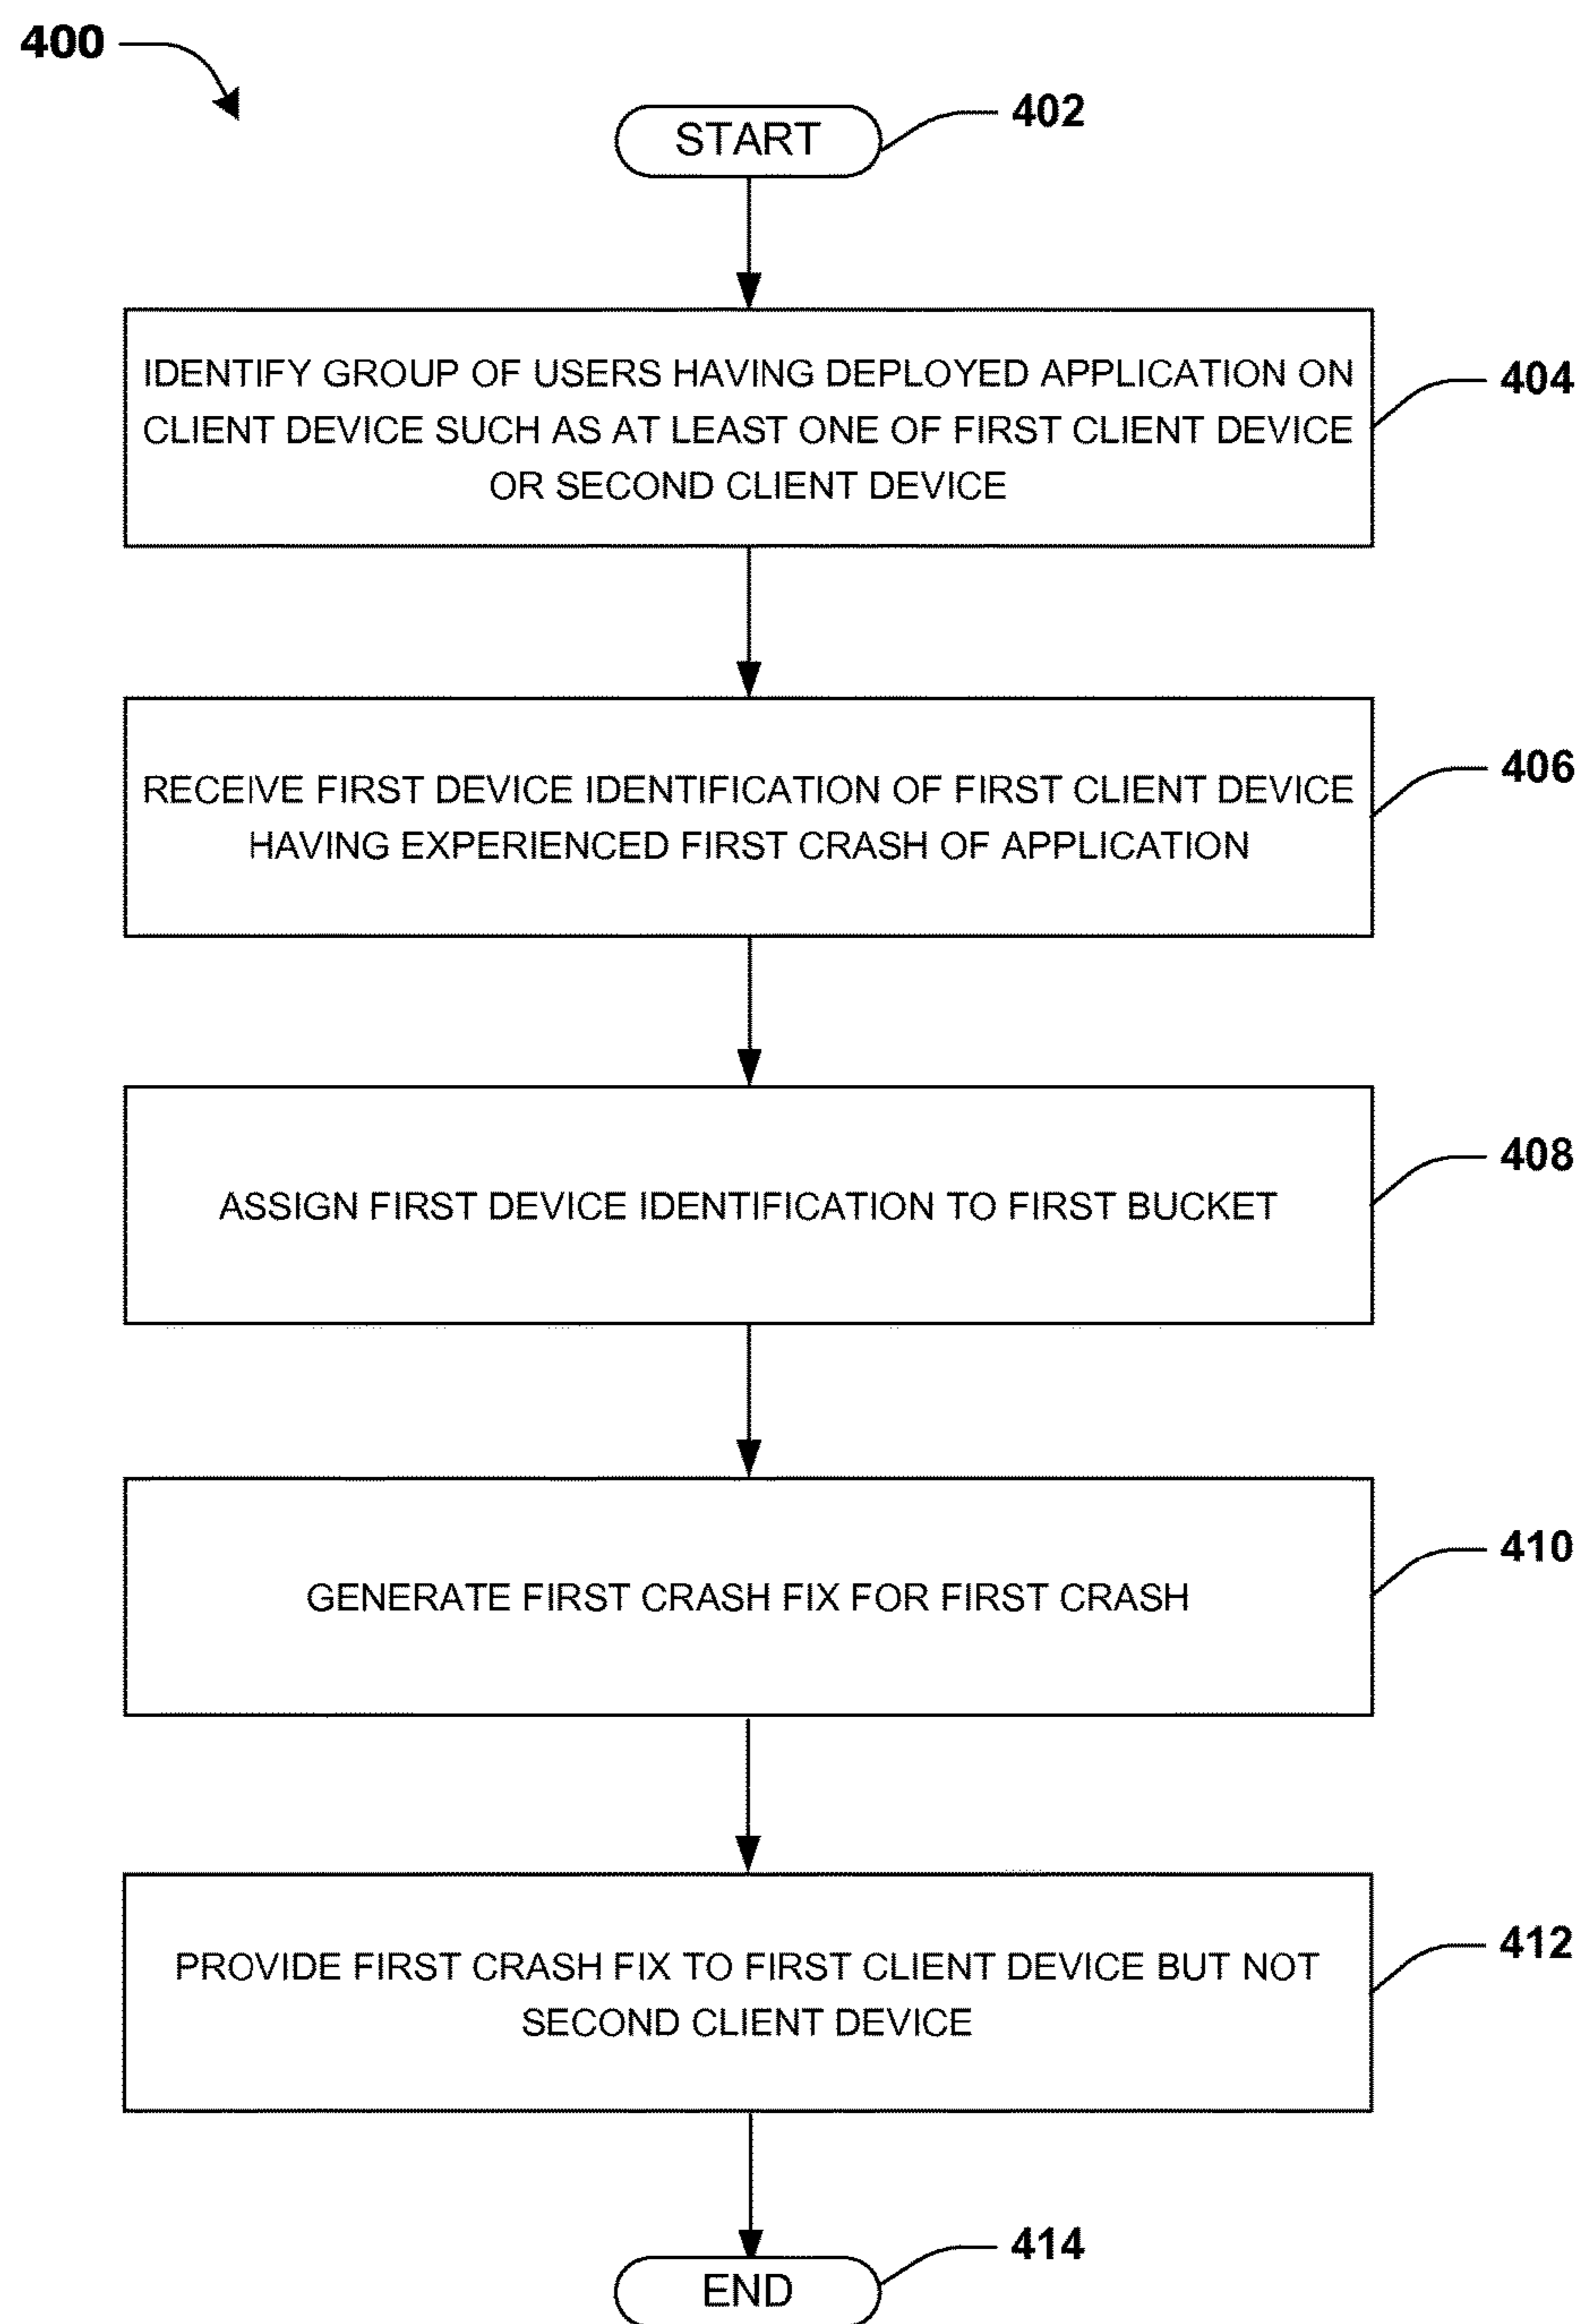 400
START
402
IDENTIFY GROUP OF USERS HAVING DEPLOYED APPLICATION ON
CLIENT DEVICE SUCH AS AT LEAST ONE OF FIRST CLIENT DEVICE
OR SECOND CLIENT DEVICE
404
RECEIVE FIRST DEVICE IDENTIFICATION OF FIRST CLIENT DEVICE
HAVING EXPERIENCED FIRST CRASH OF APPLICATION
406
ASSIGN FIRST DEVICE IDENTIFICATION TO FIRST BUCKET
408
GENERATE FIRST CRASH FIX FOR FIRST CRASH
410
PROVIDE FIRST CRASH FIX TO FIRST CLIENT DEVICE BUT NOT
SECOND CLIENT DEVICE
412
END
414